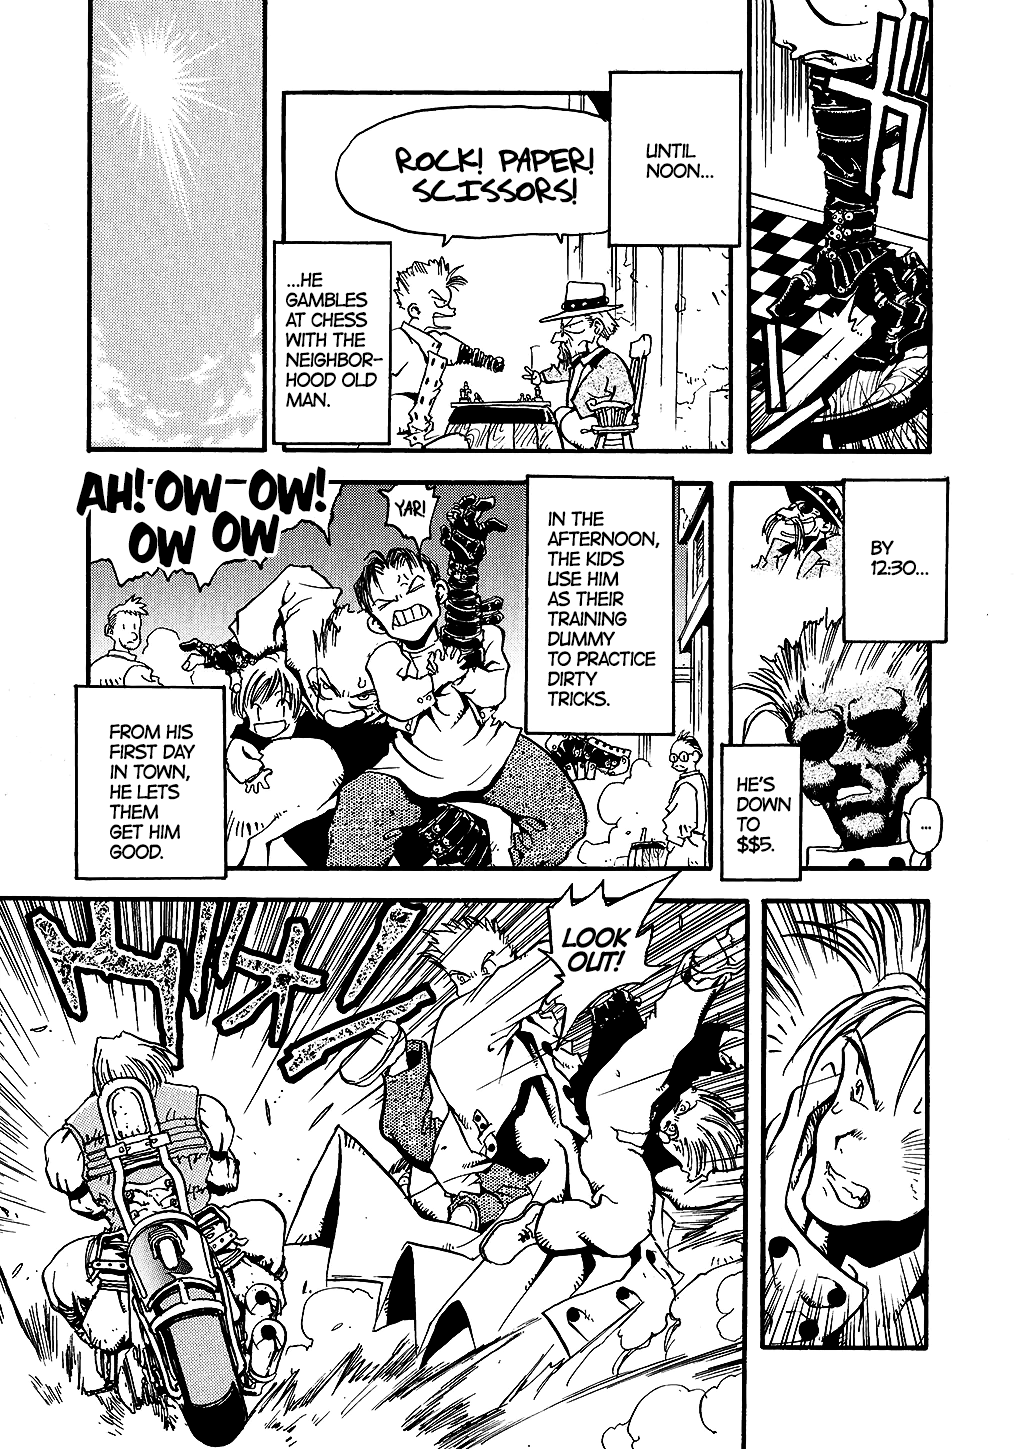 ガ
UNTIL
NOON...
ROCK! PAPER!
SCISSORS!
...HE
GAMBLES
AT CHESS
WITH THE
NEIGHBOR-
HOOD OLD
MAN.
BY
12:30...
HE'S
DOWN
TO
$$5.
...
IN THE
AFTERNOON,
THE KIDS
USE HIM
AS THEIR
TRAINING
DUMMY
TO PRACTICE
DIRTY
TRICKS.
YAR!
AH! OW-OW!
OW OW
FROM HIS
FIRST DAY
IN TOWN,
HE LETS
THEM
GET HIM
GOOD.
LOOK
OUT!